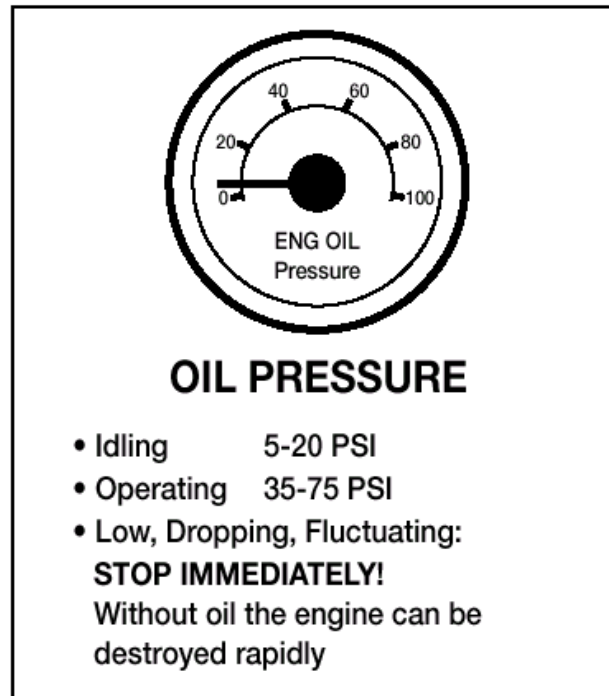 40 60
20 80
0 100
ENG OIL
Pressure
OIL PRESSURE
• Idling 5-20 PSI
• Operating 35-75 PSI
• Low, Dropping, Fluctuating:
STOP IMMEDIATELY!
Without oil the engine can be
destroyed rapidly